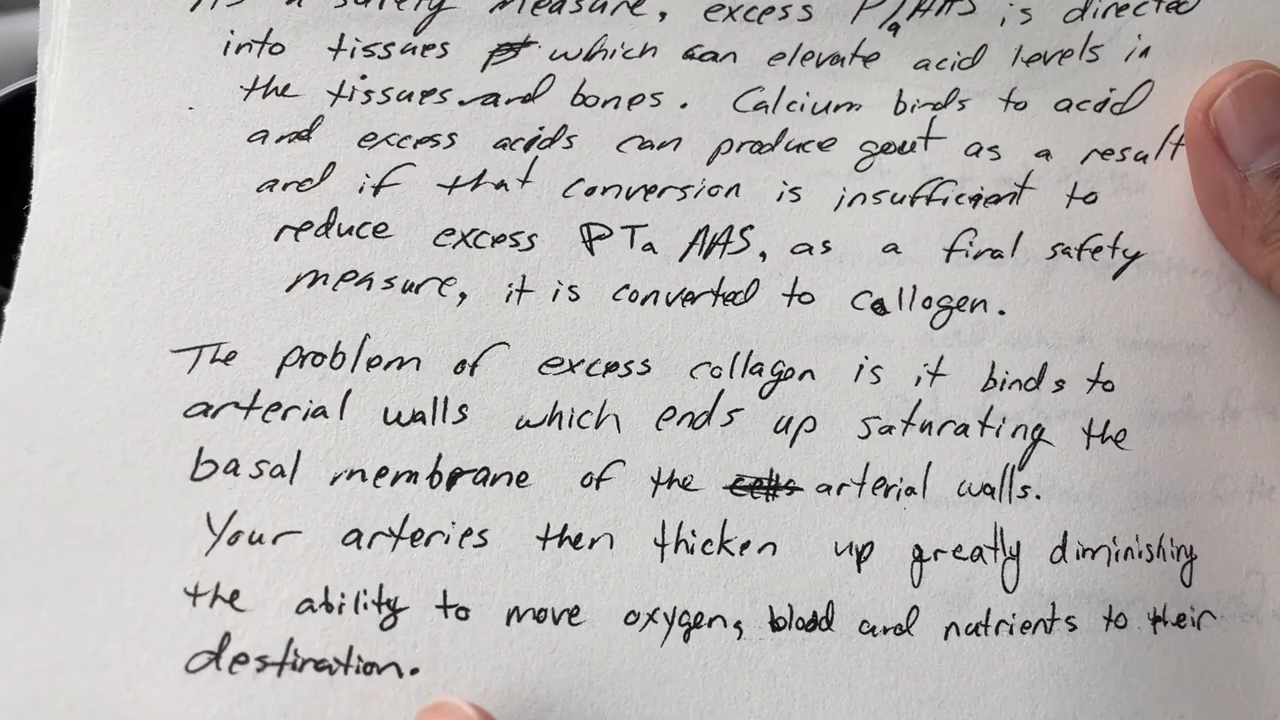 As a safety measure, excess is directed
into tissues which can elevate acid levels in
the tissues and bones. Calcium binds to acid
and excess acids can produce gout as a result
and if that conversion is insufficient to
reduce excess PTa AAS, as a final safety
measure, it is converted to collogen.
The problem of excess collagen is it binds to
arterial walls which ends up saturating the
basal membrane of the arterial walls.
Your arteries then thicken up greatly diminishing
the ability to move oxygen, blood and nutrients to their
destination.